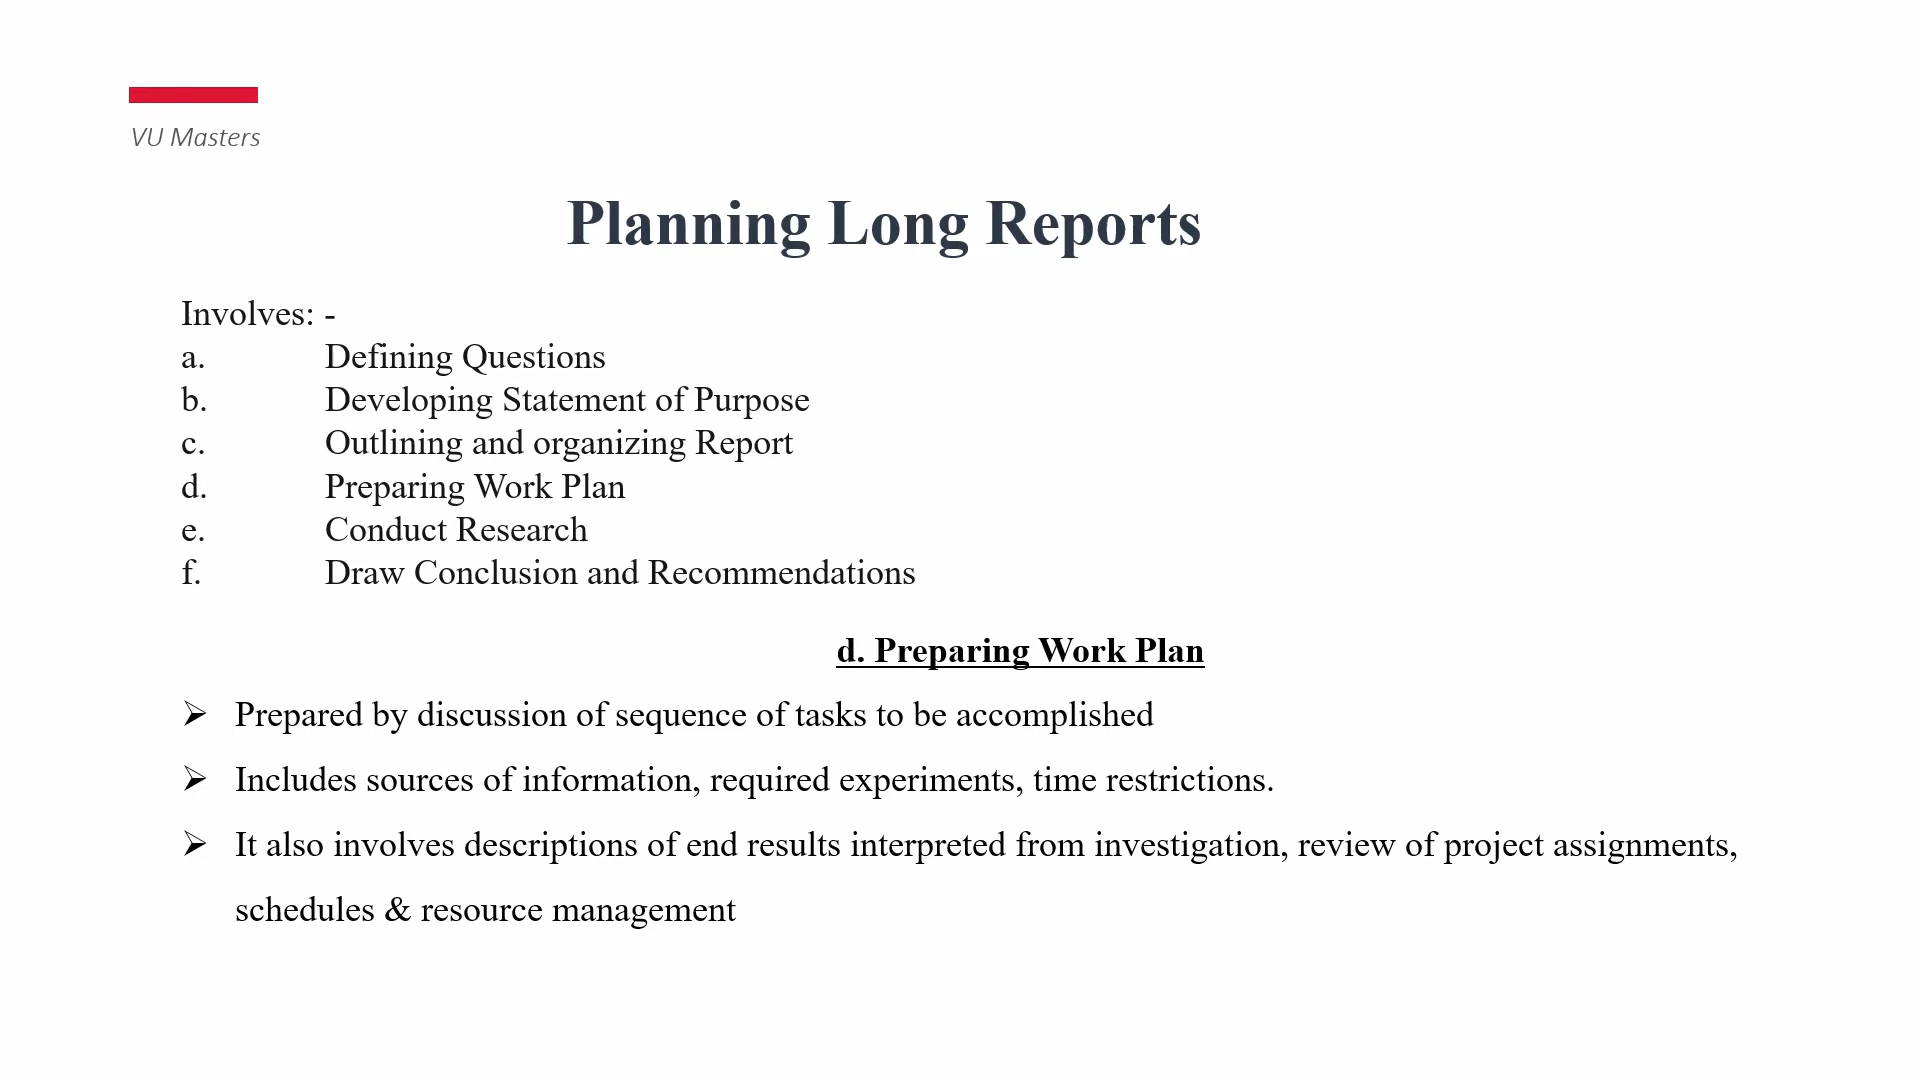 VU Masters
Planning Long Reports
Involves: -
a. Defining Questions
b. Developing Statement of Purpose
c. Outlining and organizing Report
d. Preparing Work Plan
e. Conduct Research
f. Draw Conclusion and Recommendations
d. Preparing Work Plan
➢ Prepared by discussion of sequence of tasks to be accomplished
➢ Includes sources of information, required experiments, time restrictions.
➢ It also involves descriptions of end results interpreted from investigation, review of project assignments,
schedules & resource management